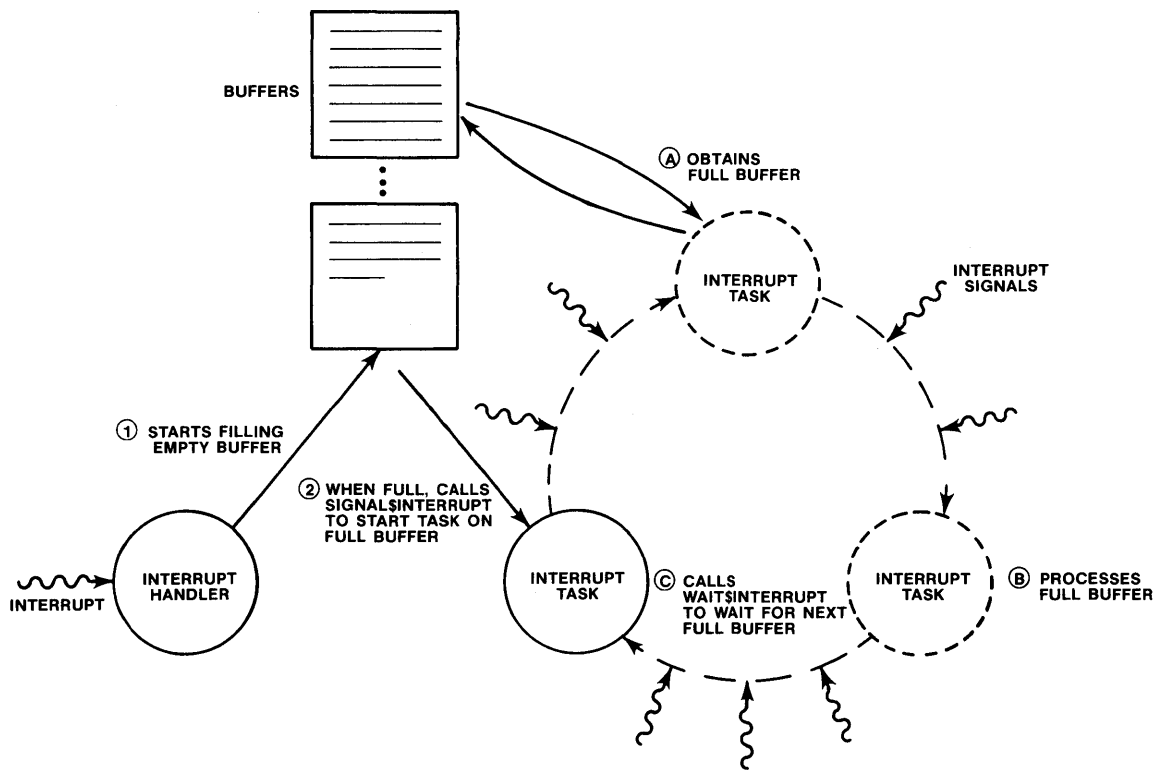 BUFFERS
Ⓐ OBTAINS
FULL BUFFER
INTERRUPT
TASK
INTERRUPT
SIGNALS
① STARTS FILLING
EMPTY BUFFER
② WHEN FULL, CALLS
SIGNAL$INTERRUPT
TO START TASK ON
FULL BUFFER
INTERRUPT
INTERRUPT
HANDLER
INTERRUPT
TASK
Ⓒ CALLS
WAIT$INTERRUPT
TO WAIT FOR NEXT
FULL BUFFER
INTERRUPT
TASK
Ⓑ PROCESSES
FULL BUFFER